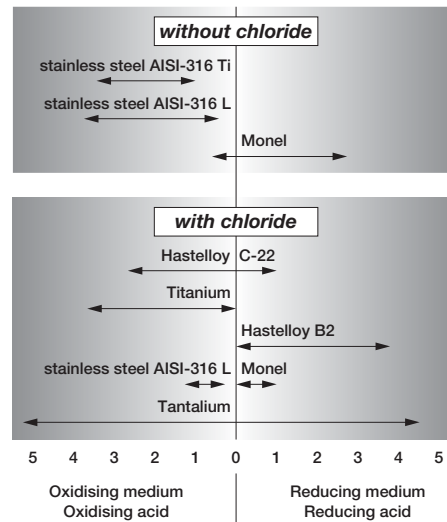 without chloride
stainless steel AISI-316 Ti
stainless steel AISI-316 L
Monel
with chloride
Hastelloy C-22
Titanium
Hastelloy B2
stainless steel AISI-316 L Monel
Tantalium
5 4 3 2 1 0 1 2 3 4 5
Oxidising medium Reducing medium
Oxidising acid Reducing acid